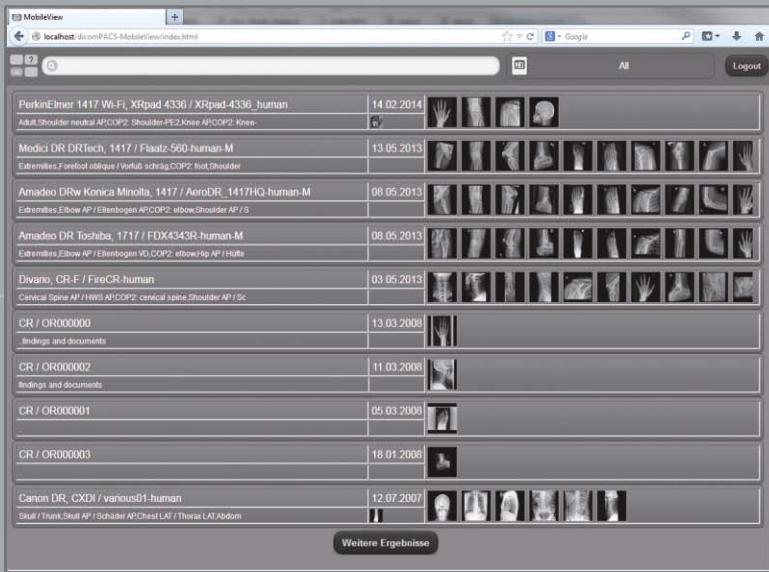 MobileView
localhost/dicomPACS-MobileView/index.html
Google
?
All
Logout
PerkinElmer 1417 Wi-Fi, XRpad 4336 / XRpad-4336_human 14.02.2014
Adult,Shoulder neutral AP,COP2: Shoulder-PE2,Knee AP,COP2: Knee-
Medici DR DRTech, 1417 / Flaatz-560-human-M 13.05.2013
Extremities,Forefoot oblique / Vorfuß schräg,COP2: foot,Shoulder
Amadeo DRw Konica Minolta, 1417 / AeroDR_1417HQ-human-M 08.05.2013
Extremities,Elbow AP / Ellenbogen AP,COP2: elbow,Shoulder AP / S
Amadeo DR Toshiba, 1717 / FDX4343R-human-M 08.05.2013
Extremities,Elbow AP / Ellenbogen VD,COP2: elbow,Hip AP / Hüfte
Divario, CR-F / FireCR-human 03.05.2013
Cervical Spine AP / HWS AP,COP2: cervical spine,Shoulder AP / Sc
CR / OR000000 13.03.2008
,findings and documents
CR / OR000002 11.03.2008
findings and documents
CR / OR000001 05.03.2008
CR / OR000003 18.01.2008
Canon DR, CXDI / various01-human 12.07.2007
Skull / Trunk,Skull AP / Schädel AP,Chest LAT / Thorax LAT,Abdom
Weitere Ergebnisse